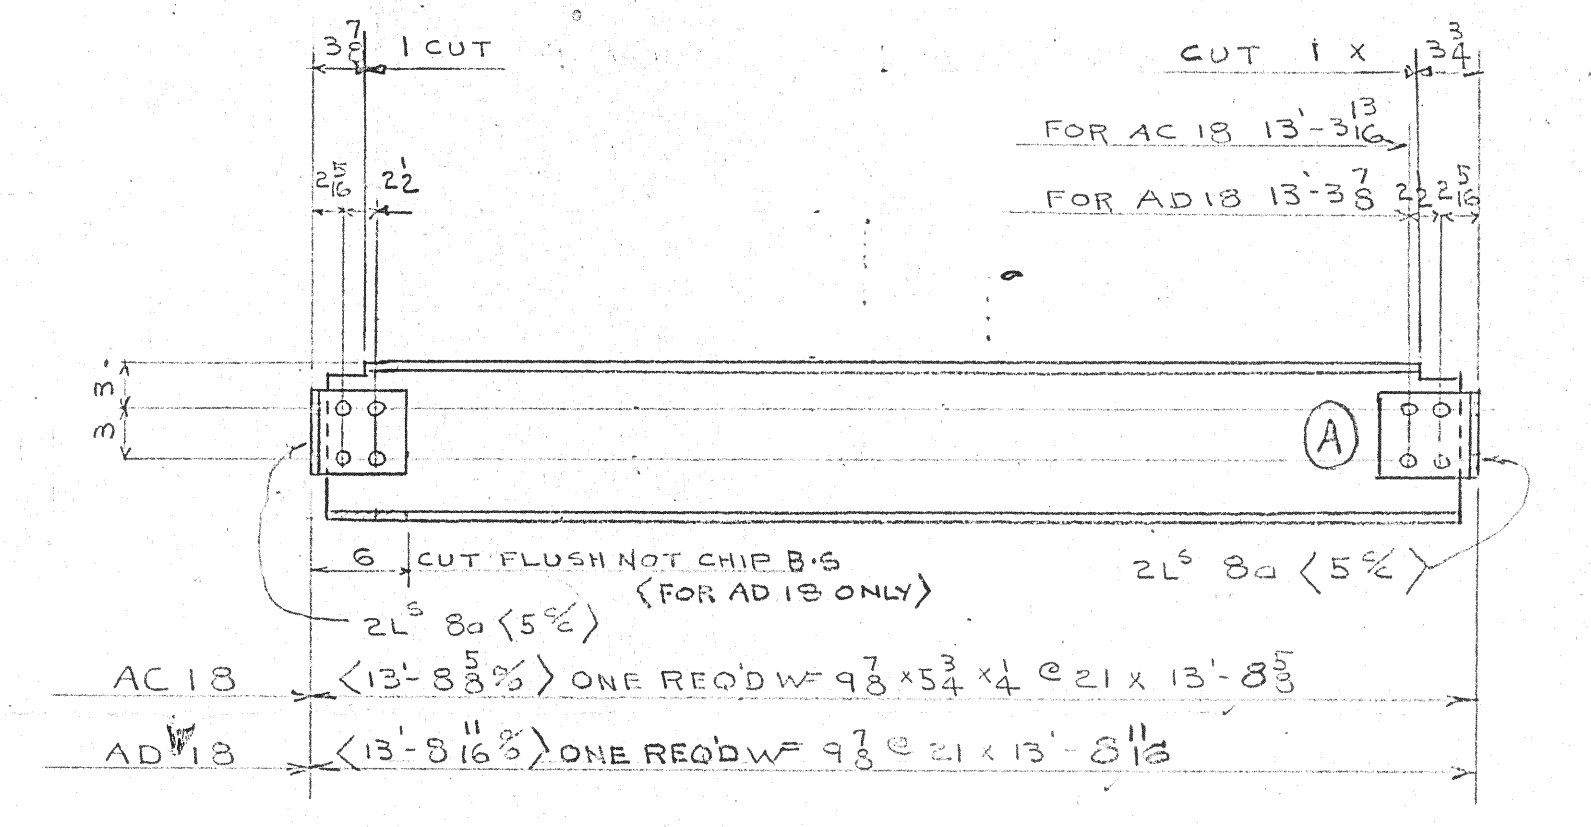 3 7/8 1 CUT
CUT 1 X 3 3/4
FOR AC 18 13'-3 13/16
2 5/16 2 1/2
FOR AD 18 13'-3 7/8 2 1/2 2 5/16
3
3
A
6 CUT FLUSH NOT CHIP B.S
<FOR AD 18 ONLY>
2Ls 8a <5 c/c>
2Ls 8a <5 c/c>
AC 18 <13'-8 5/8 o/o> ONE REQ'D WF 9 7/8 x 5 3/4 x 1/4 @ 21 x 13'-8 5/8
AD 18 <13'-8 11/16 o/o> ONE REQ'D WF 9 7/8 @ 21 x 13'-8 11/16